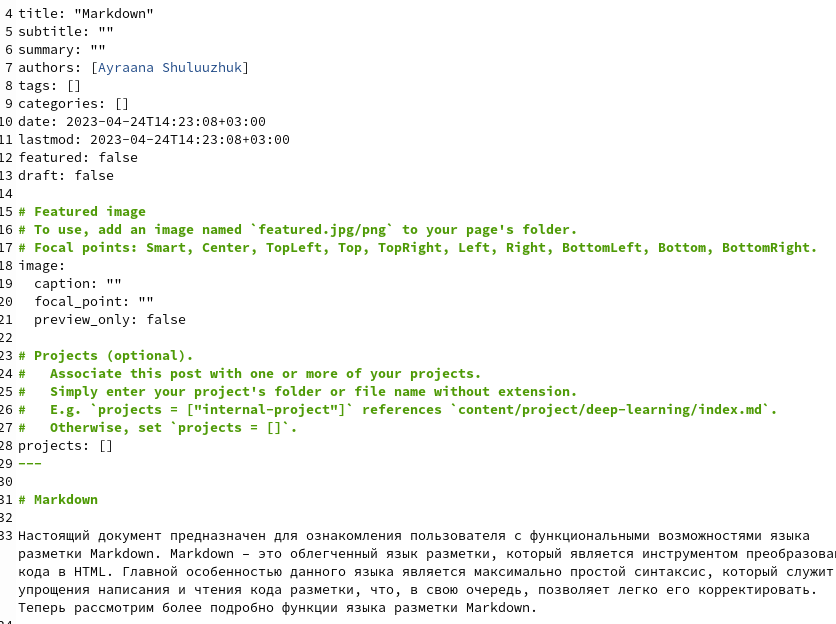 4 title: "Markdown"
5 subtitle: ""
6 summary: ""
7 authors: [Ayraana Shuluuzhuk]
8 tags: []
9 categories: []
10 date: 2023-04-24T14:23:08+03:00
11 lastmod: 2023-04-24T14:23:08+03:00
12 featured: false
13 draft: false
14
15 # Featured image
16 # To use, add an image named `featured.jpg/png` to your page's folder.
17 # Focal points: Smart, Center, TopLeft, Top, TopRight, Left, Right, BottomLeft, Bottom, BottomRight.
18 image:
19   caption: ""
20   focal_point: ""
21   preview_only: false
22
23 # Projects (optional).
24 #   Associate this post with one or more of your projects.
25 #   Simply enter your project's folder or file name without extension.
26 #   E.g. `projects = ["internal-project"]` references `content/project/deep-learning/index.md`.
27 #   Otherwise, set `projects = []`.
28 projects: []
29 ---
30
31 # Markdown
32
33 Настоящий документ предназначен для ознакомления пользователя с функциональными возможностями языка
разметки Markdown. Markdown – это облегченный язык разметки, который является инструментом преобразова
кода в HTML. Главной особенностью данного языка является максимально простой синтаксис, который служит
упрощения написания и чтения кода разметки, что, в свою очередь, позволяет легко его корректировать.
Теперь рассмотрим более подробно функции языка разметки Markdown.